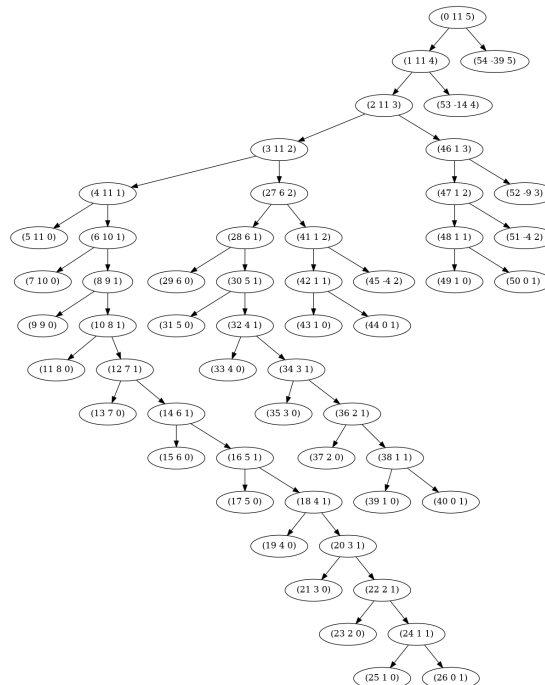 (0 11 5)
(1 11 4) (54 -39 5)
(2 11 3) (53 -14 4)
(3 11 2) (46 1 3)
(4 11 1) (27 6 2) (47 1 2) (52 -9 3)
(5 11 0) (6 10 1) (28 6 1) (41 1 2) (48 1 1) (51 -4 2)
(7 10 0) (8 9 1) (29 6 0) (30 5 1) (42 1 1) (45 -4 2) (49 1 0) (50 0 1)
(9 9 0) (10 8 1) (31 5 0) (32 4 1) (43 1 0) (44 0 1)
(11 8 0) (12 7 1) (33 4 0) (34 3 1)
(13 7 0) (14 6 1) (35 3 0) (36 2 1)
(15 6 0) (16 5 1) (37 2 0) (38 1 1)
(17 5 0) (18 4 1) (39 1 0) (40 0 1)
(19 4 0) (20 3 1)
(21 3 0) (22 2 1)
(23 2 0) (24 1 1)
(25 1 0) (26 0 1)